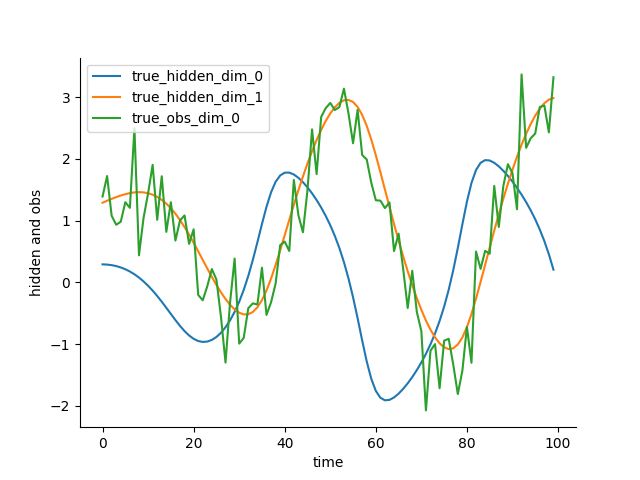 true_hidden_dim_0
true_hidden_dim_1
true_obs_dim_0
3
2
1
0
−1
−2
hidden and obs
0 20 40 60 80 100
time